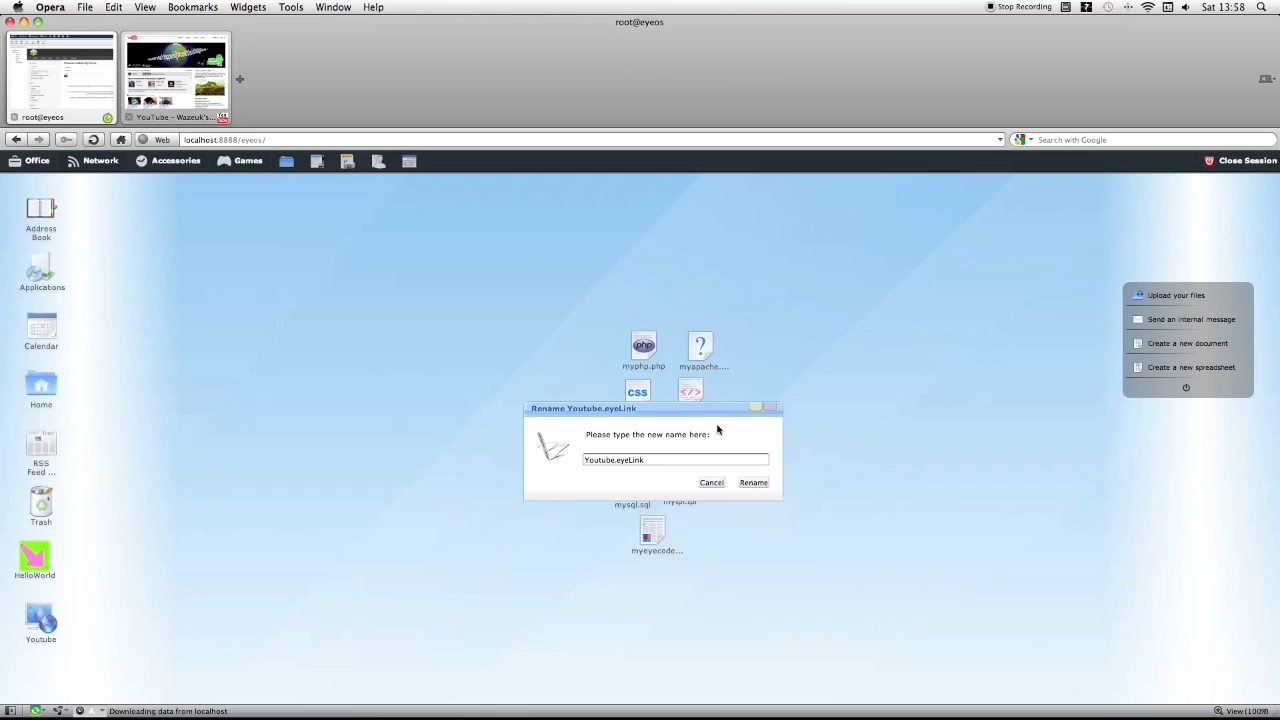 Opera File Edit View Bookmarks Widgets Tools Window Help
Stop recording
root@eyeos
root@eyeos
YouTube - Wazeuk's...
Web
localhost:8888/eyeos/
Search with Google
Office Network Accessories Games
Close Session
Address
Book
Applications
Calendar
Home
RSS
Feed ...
Trash
HelloWorld
Youtube
php
myphp.php
?
myapache....
css
</>
Rename Youtube.eyeLink
Please type the new name here:
Youtube.eyeLink
Cancel
Rename
mysql.sql
mytpl.tpl
myeyecode...
Upload your files
Send an internal message
Create a new document
Create a new spreadsheet
Downloading data from localhost
View (100%)